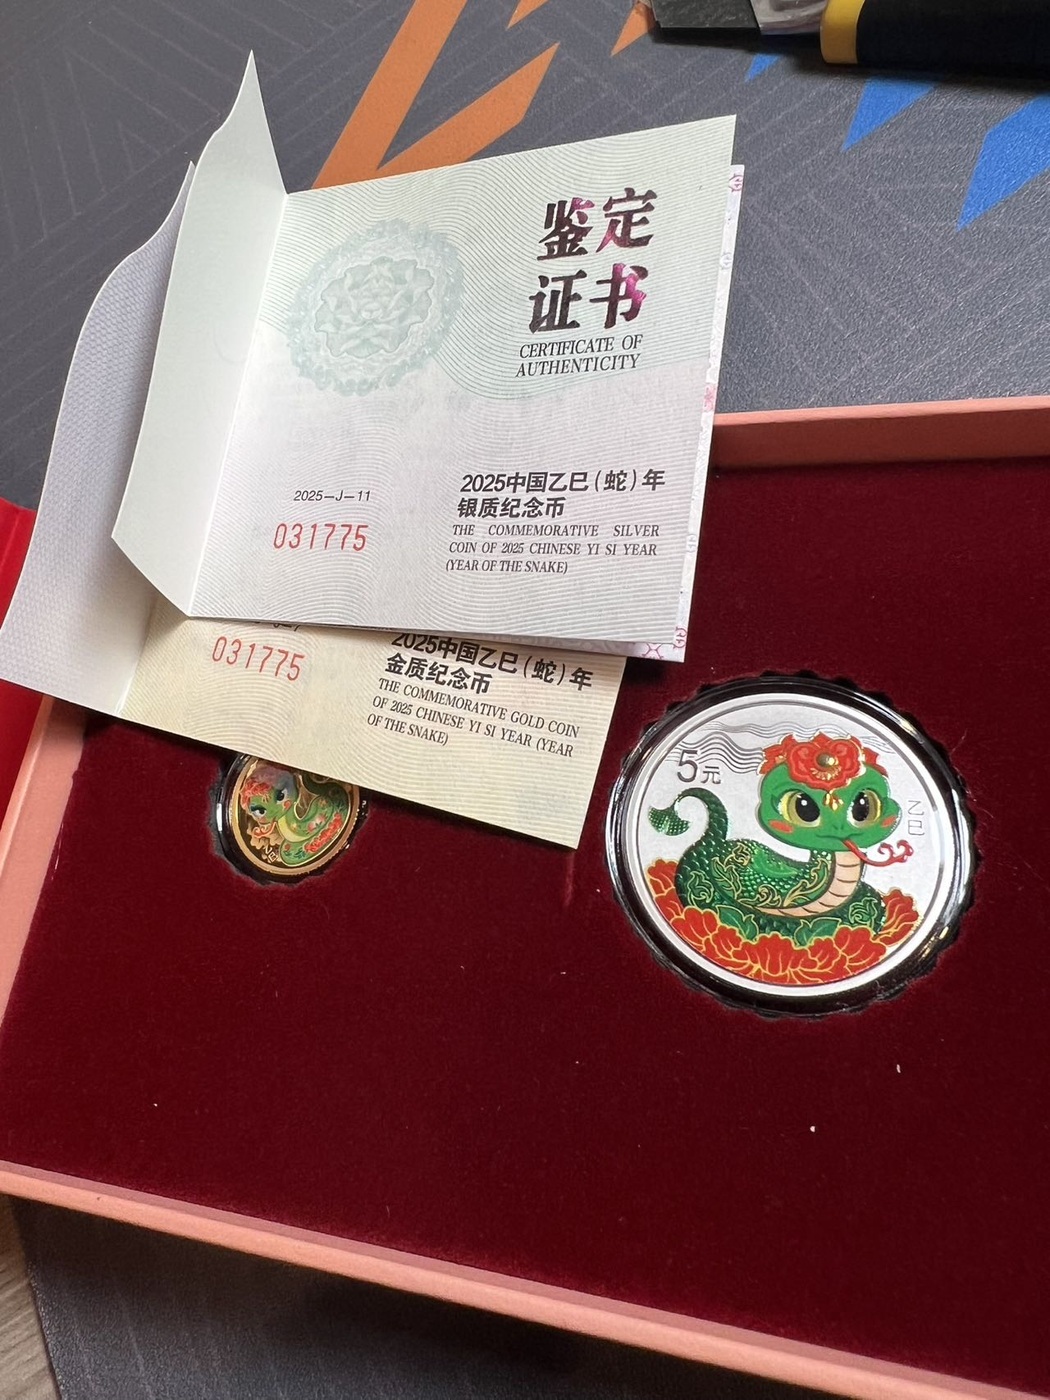 鉴定
证书
CERTIFICATE OF
AUTHENTICITY
2025-J-11
031775
2025中国乙巳(蛇)年
银质纪念币
THE COMMEMORATIVE SILVER
COIN OF 2025 CHINESE YI SI YEAR
(YEAR OF THE SNAKE)
031775
2025中国乙巳(蛇)年
金质纪念币
THE COMMEMORATIVE GOLD COIN
OF 2025 CHINESE YI SI YEAR (YEAR
OF THE SNAKE)
5元
乙巳